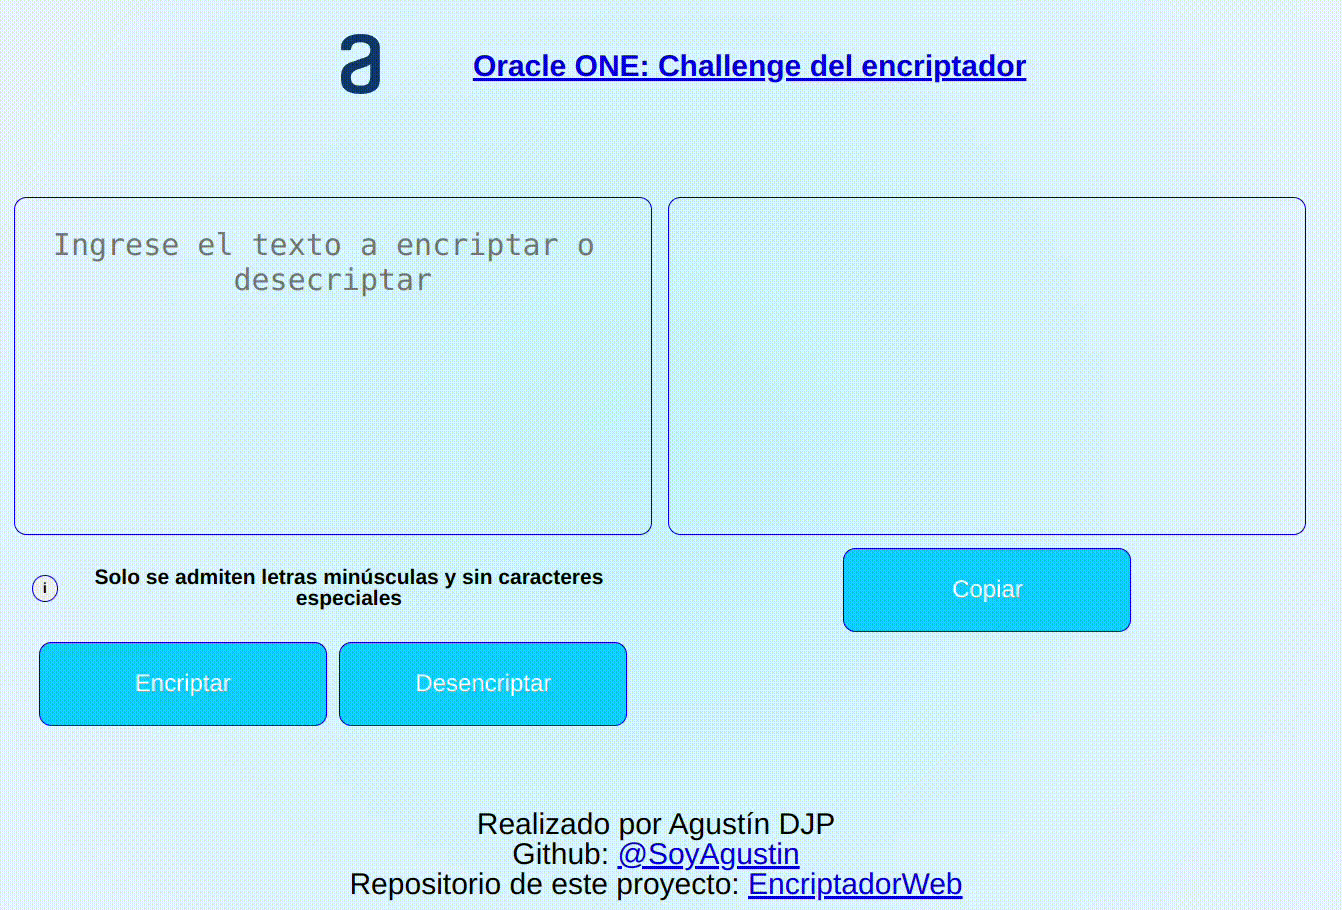 a
Oracle ONE: Challenge del encriptador
Ingrese el texto a encriptar o
desecriptar
i
Solo se admiten letras minúsculas y sin caracteres
especiales
Copiar
Encriptar
Desencriptar
Realizado por Agustín DJP
Github: @SoyAgustin
Repositorio de este proyecto: EncriptadorWeb